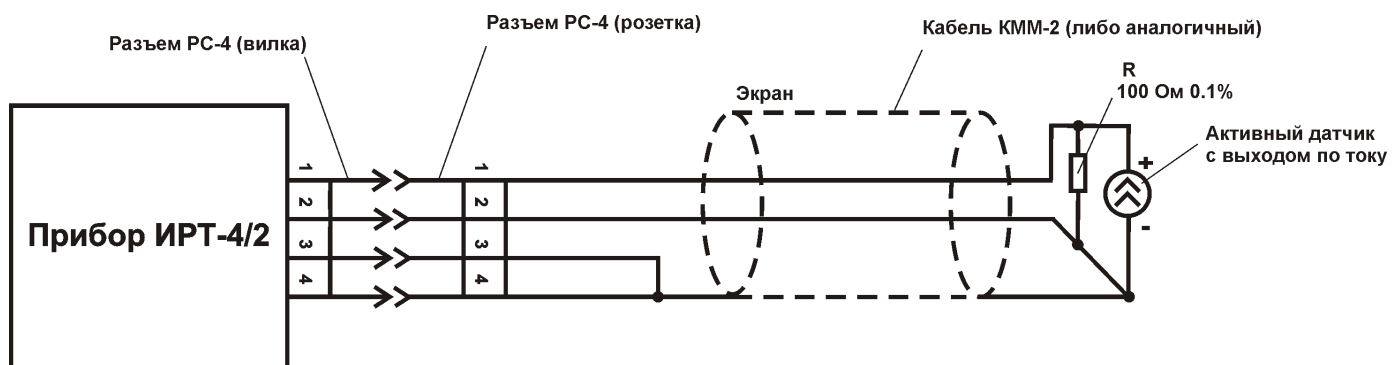 Разъем РС-4 (вилка)
Разъем РС-4 (розетка)
Кабель КММ-2 (либо аналогичный)
Экран
R
100 Ом 0.1%
Активный датчик
с выходом по току
+
-
Прибор ИРТ-4/2
1
2
3
4
1
2
3
4